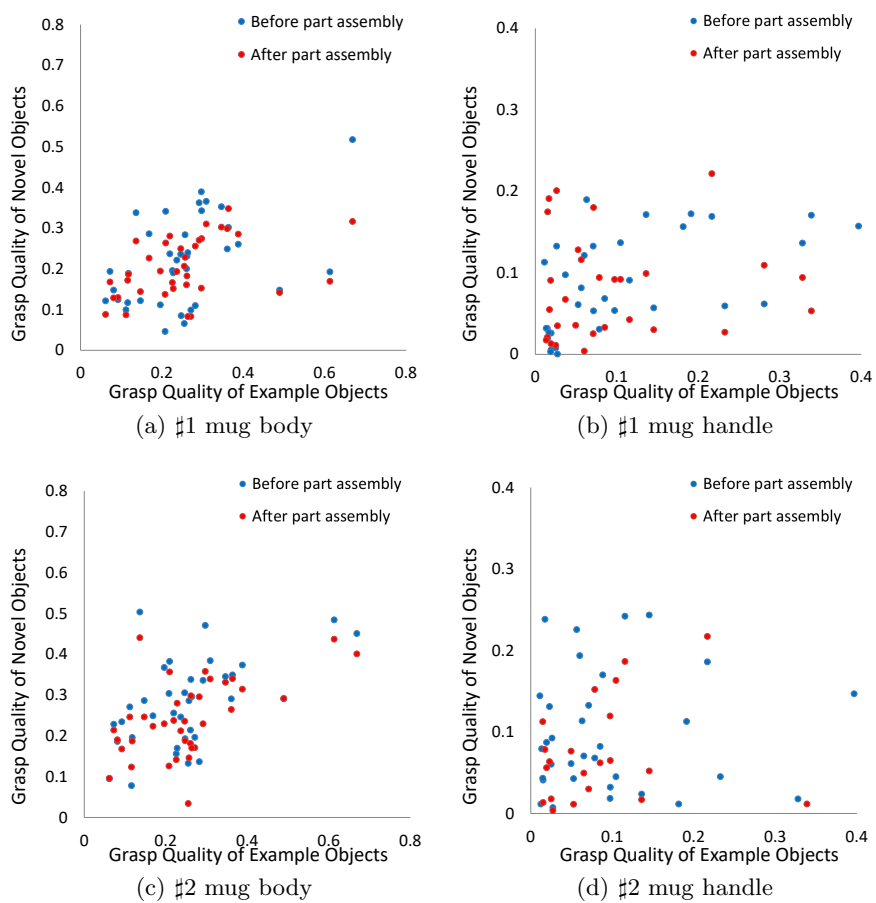 0.8
0.7
0.6
0.5
0.4
0.3
0.2
0.1
0
0 0.2 0.4 0.6 0.8
Grasp Quality of Novel Objects
Grasp Quality of Example Objects
Before part assembly
After part assembly
(a) ♯1 mug body
0.4
0.3
0.2
0.1
0
0 0.1 0.2 0.3 0.4
Grasp Quality of Novel Objects
Grasp Quality of Example Objects
Before part assembly
After part assembly
(b) ♯1 mug handle
0.8
0.7
0.6
0.5
0.4
0.3
0.2
0.1
0
0 0.2 0.4 0.6 0.8
Grasp Quality of Novel Objects
Grasp Quality of Example Objects
Before part assembly
After part assembly
(c) ♯2 mug body
0.4
0.3
0.2
0.1
0
0 0.1 0.2 0.3 0.4
Grasp Quality of Novel Objects
Grasp Quality of Example Objects
Before part assembly
After part assembly
(d) ♯2 mug handle